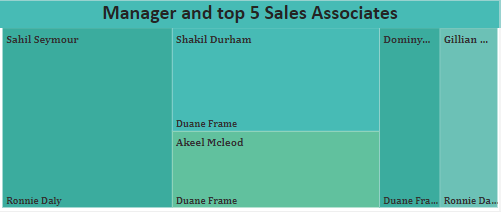 Manager and top 5 Sales Associates
Sahil Seymour
Ronnie Daly
Shakil Durham
Duane Frame
Akeel Mcleod
Duane Frame
Dominy...
Duane Fra...
Gillian ...
Ronnie Da...